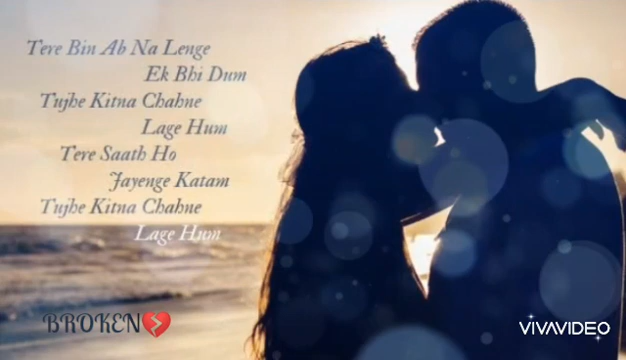 Tere Bin Ab Na Lenge
Ek Bhi Dum
Tujhe Kitna Chahne
Lage Hum
Tere Saath Ho
Jayenge Katam
Tujhe Kitna Chahne
Lage Hum
BROKEN💔
VIVAVIDEO